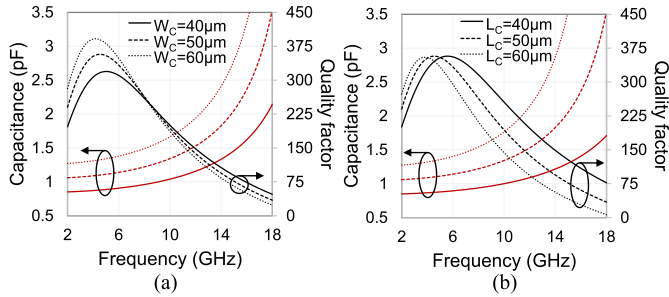 3.5
3
2.5
2
1.5
1
0.5
Capacitance (pF)
W_C=40µm
W_C=50µm
W_C=60µm
450
375
300
225
150
75
0
Quality factor
2
6
10
14
18
Frequency (GHz)
(a)
3.5
3
2.5
2
1.5
1
0.5
Capacitance (pF)
L_C=40µm
L_C=50µm
L_C=60µm
450
375
300
225
150
75
0
Quality factor
2
6
10
14
18
Frequency (GHz)
(b)